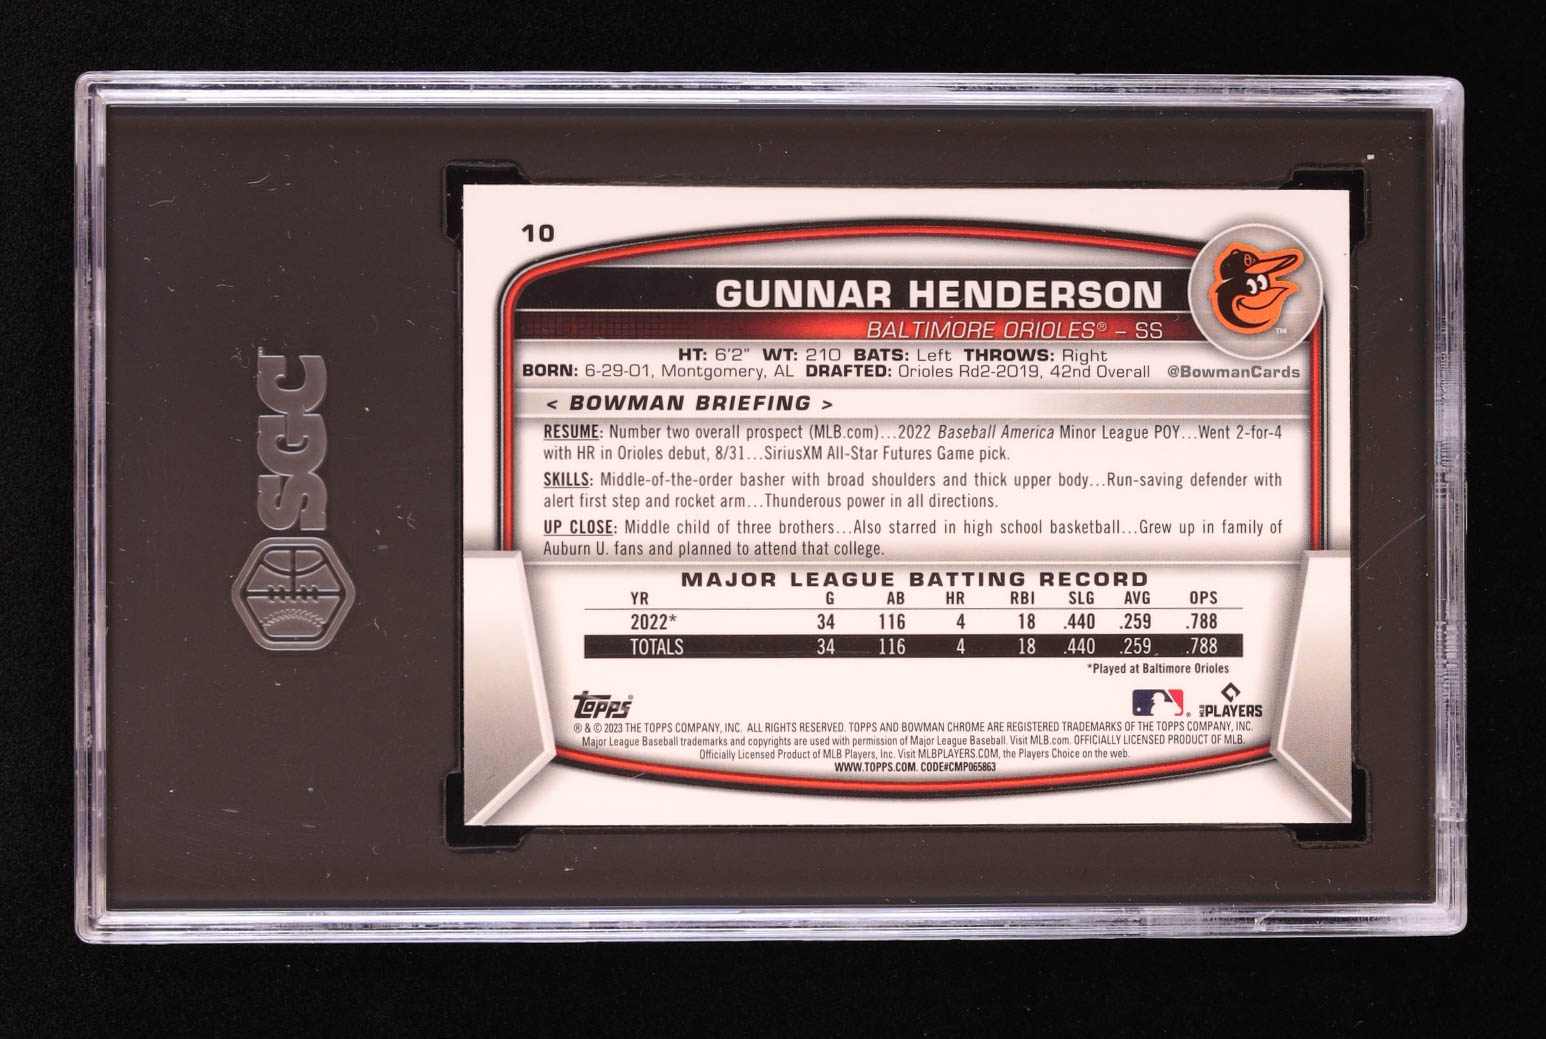 SGC
10
GUNNAR HENDERSON
BALTIMORE ORIOLES® – SS
HT: 6'2" WT: 210 BATS: Left THROWS: Right
BORN: 6-29-01, Montgomery, AL DRAFTED: Orioles Rd2-2019, 42nd Overall @BowmanCards
< BOWMAN BRIEFING >
RESUME: Number two overall prospect (MLB.com)...2022 Baseball America Minor League POY...Went 2-for-4
with HR in Orioles debut, 8/31...SiriusXM All-Star Futures Game pick.
SKILLS: Middle-of-the-order basher with broad shoulders and thick upper body...Run-saving defender with
alert first step and rocket arm...Thunderous power in all directions.
UP CLOSE: Middle child of three brothers...Also starred in high school basketball...Grew up in family of
Auburn U. fans and planned to attend that college.
MAJOR LEAGUE BATTING RECORD
YR G AB HR RBI SLG AVG OPS
2022* 34 116 4 18 .440 .259 .788
TOTALS 34 116 4 18 .440 .259 .788
*Played at Baltimore Orioles
Topps® MLB PLAYERS
® & © 2023 THE TOPPS COMPANY, INC. ALL RIGHTS RESERVED. TOPPS AND BOWMAN CHROME ARE REGISTERED TRADEMARKS OF THE TOPPS COMPANY, INC.
Major League Baseball trademarks and copyrights are used with permission of Major League Baseball. Visit MLB.com. OFFICIALLY LICENSED PRODUCT OF MLB.
Officially Licensed Product of MLB Players, Inc. Visit MLBPLAYERS.COM, the Players Choice on the web.
WWW.TOPPS.COM. CODE#CMP065863